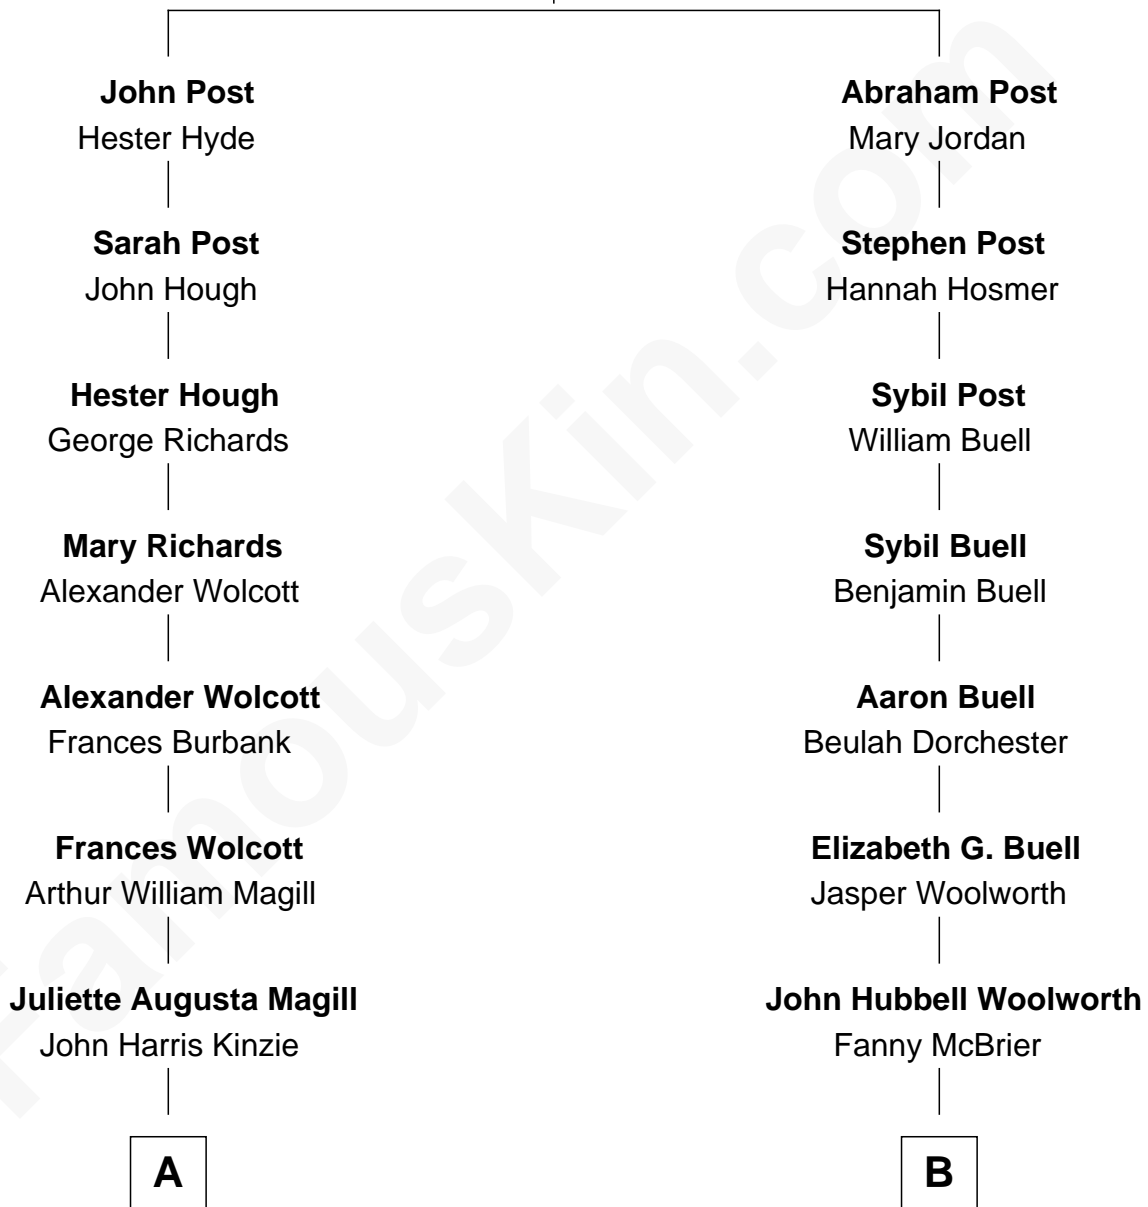 John Post
Hester Hyde
Sarah Post
John Hough
Hester Hough
George Richards
Mary Richards
Alexander Wolcott
Alexander Wolcott
Frances Burbank
Frances Wolcott
Arthur William Magill
Juliette Augusta Magill
John Harris Kinzie
A
Abraham Post
Mary Jordan
Stephen Post
Hannah Hosmer
Sybil Post
William Buell
Sybil Buell
Benjamin Buell
Aaron Buell
Beulah Dorchester
Elizabeth G. Buell
Jasper Woolworth
John Hubbell Woolworth
Fanny McBrier
B
FamousKin.com